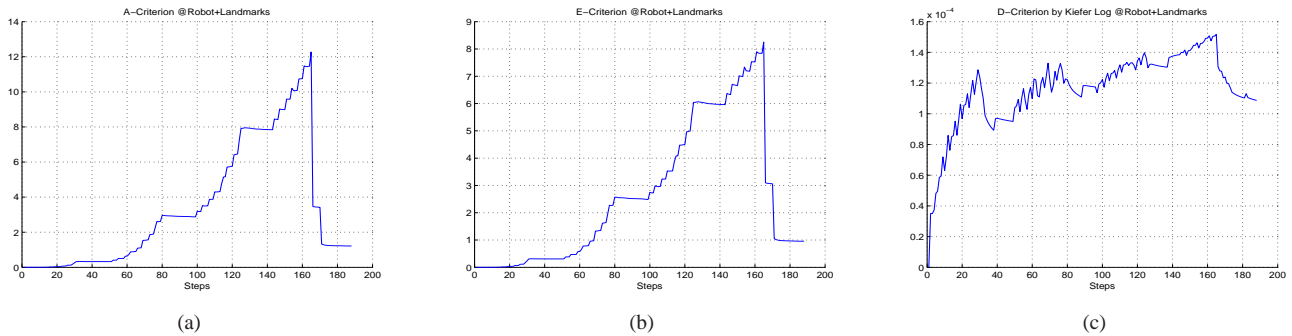 A−Criterion @Robot+Landmarks
14
12
10
8
6
4
2
0
0 20 40 60 80 100 120 140 160 180 200
Steps
(a)
E−Criterion @Robot+Landmarks
9
8
7
6
5
4
3
2
1
0
0 20 40 60 80 100 120 140 160 180 200
Steps
(b)
D−Criterion by Kiefer Log @Robot+Landmarks
x 10−4
1.6
1.4
1.2
1
0.8
0.6
0.4
0.2
0
0 20 40 60 80 100 120 140 160 180 200
Steps
(c)